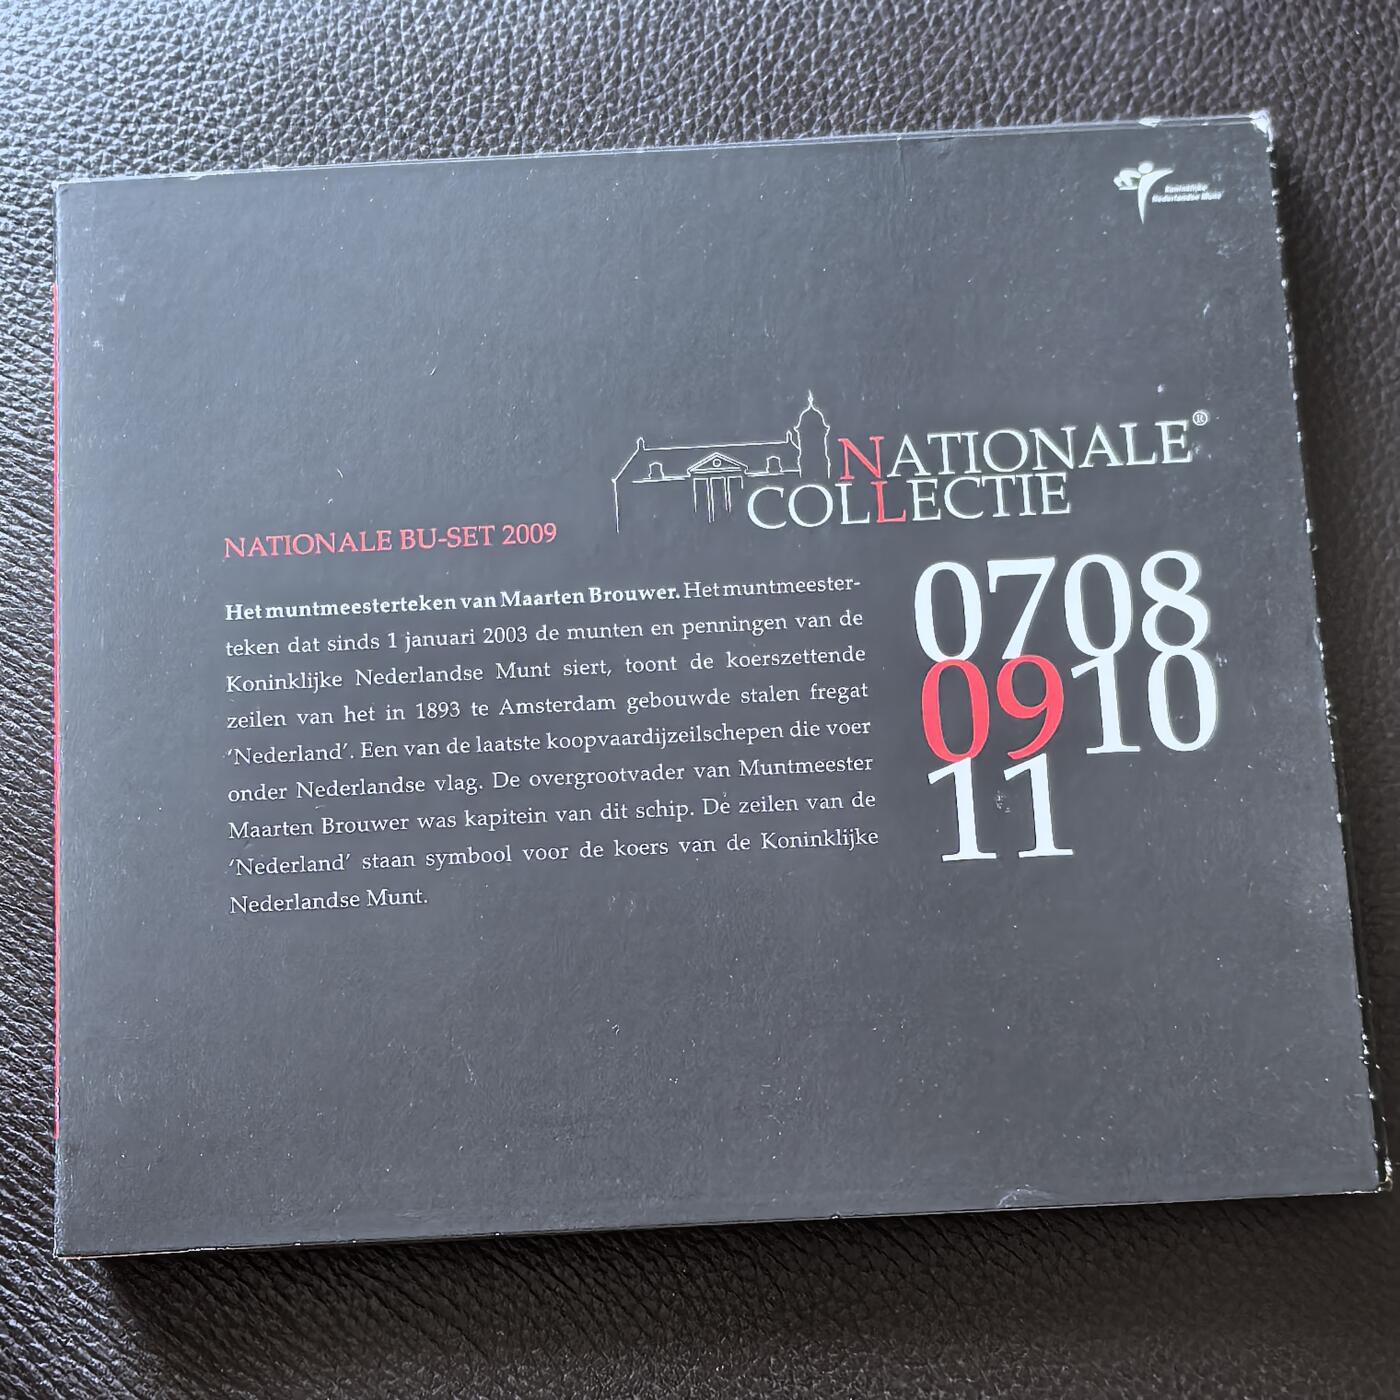 Koninklijke
Nederlandse Munt
NATIONALE®
COLLECTIE
NATIONALE BU-SET 2009
Het muntmeesterteken van Maarten Brouwer. Het muntmeester-
teken dat sinds 1 januari 2003 de munten en penningen van de
Koninklijke Nederlandse Munt siert, toont de koerszettende
zeilen van het in 1893 te Amsterdam gebouwde stalen fregat
‘Nederland’. Een van de laatste koopvaardijzeilschepen die voer
onder Nederlandse vlag. De overgrootvader van Muntmeester
Maarten Brouwer was kapitein van dit schip. De zeilen van de
‘Nederland’ staan symbool voor de koers van de Koninklijke
Nederlandse Munt.
0708
0910
11